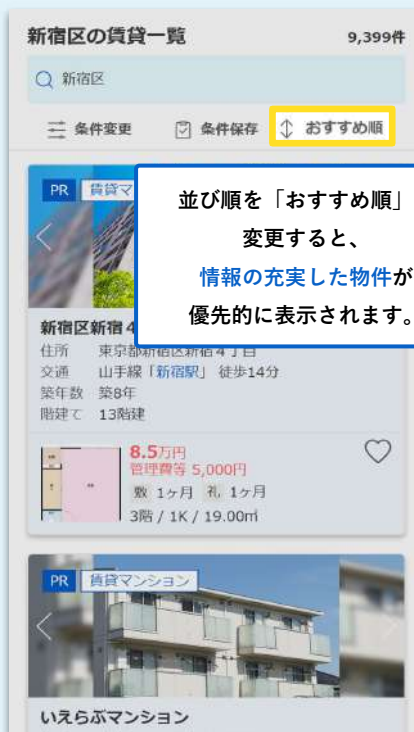 新宿区の賃貸一覧
9,399件
新宿区
条件変更
条件保存
おすすめ順
PR
賃貸マ
並び順を「おすすめ順」
変更すると、
情報の充実した物件が
優先的に表示されます。
新宿区新宿4
住所 東京都新宿区新宿4丁目
交通 山手線「新宿駅」 徒歩14分
築年数 築8年
階建て 13階建
8.5万円
管理費等 5,000円
敷 1ヶ月 礼 1ヶ月
3階 / 1K / 19.00㎡
PR
賃貸マンション
いえらぶマンション